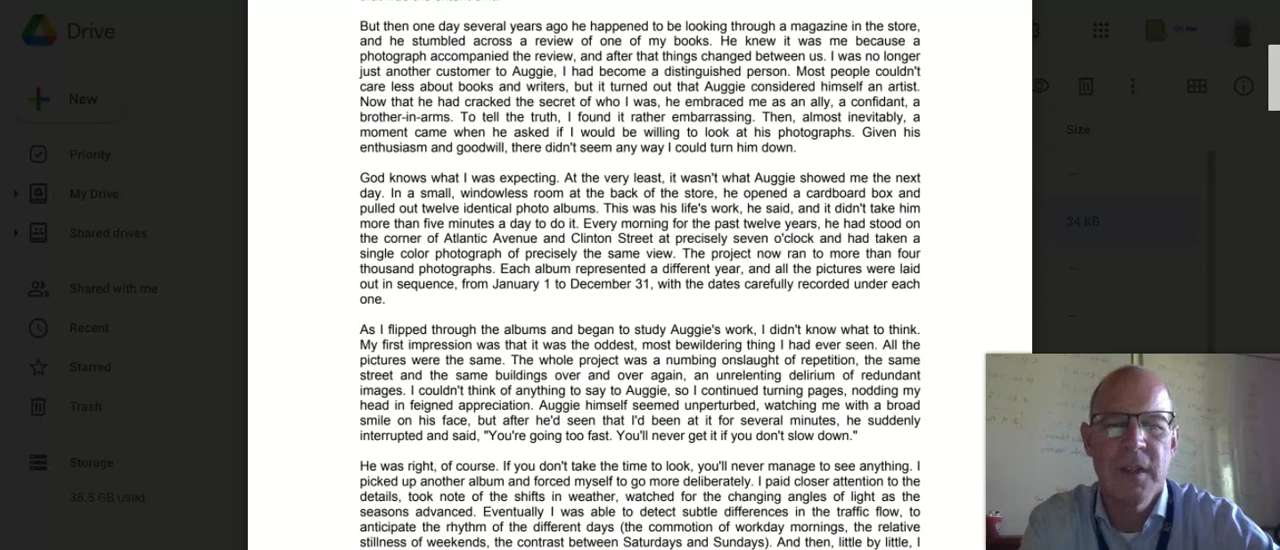 Drive
New
Priority
My Drive
Shared drives
Shared with me
Recent
Starred
Trash
Storage
38.5 GB used
But then one day several years ago he happened to be looking through a magazine in the store,
and he stumbled across a review of one of my books. He knew it was me because a
photograph accompanied the review, and after that things changed between us. I was no longer
just another customer to Auggie, I had become a distinguished person. Most people couldn't
care less about books and writers, but it turned out that Auggie considered himself an artist.
Now that he had cracked the secret of who I was, he embraced me as an ally, a confidant, a
brother-in-arms. To tell the truth, I found it rather embarrassing. Then, almost inevitably, a
moment came when he asked if I would be willing to look at his photographs. Given his
enthusiasm and goodwill, there didn't seem any way I could turn him down.
God knows what I was expecting. At the very least, it wasn't what Auggie showed me the next
day. In a small, windowless room at the back of the store, he opened a cardboard box and
pulled out twelve identical photo albums. This was his life's work, he said, and it didn't take him
more than five minutes a day to do it. Every morning for the past twelve years, he had stood on
the corner of Atlantic Avenue and Clinton Street at precisely seven o'clock and had taken a
single color photograph of precisely the same view. The project now ran to more than four
thousand photographs. Each album represented a different year, and all the pictures were laid
out in sequence, from January 1 to December 31, with the dates carefully recorded under each
one.
As I flipped through the albums and began to study Auggie's work, I didn't know what to think.
My first impression was that it was the oddest, most bewildering thing I had ever seen. All the
pictures were the same. The whole project was a numbing onslaught of repetition, the same
street and the same buildings over and over again, an unrelenting delirium of redundant
images. I couldn't think of anything to say to Auggie, so I continued turning pages, nodding my
head in feigned appreciation. Auggie himself seemed unperturbed, watching me with a broad
smile on his face, but after he'd seen that I'd been at it for several minutes, he suddenly
interrupted and said, "You're going too fast. You'll never get it if you don't slow down."
He was right, of course. If you don't take the time to look, you'll never manage to see anything. I
picked up another album and forced myself to go more deliberately. I paid closer attention to the
details, took note of the shifts in weather, watched for the changing angles of light as the
seasons advanced. Eventually I was able to detect subtle differences in the traffic flow, to
anticipate the rhythm of the different days (the commotion of workday mornings, the relative
stillness of weekends, the contrast between Saturdays and Sundays). And then, little by little, I
Size
34 KB